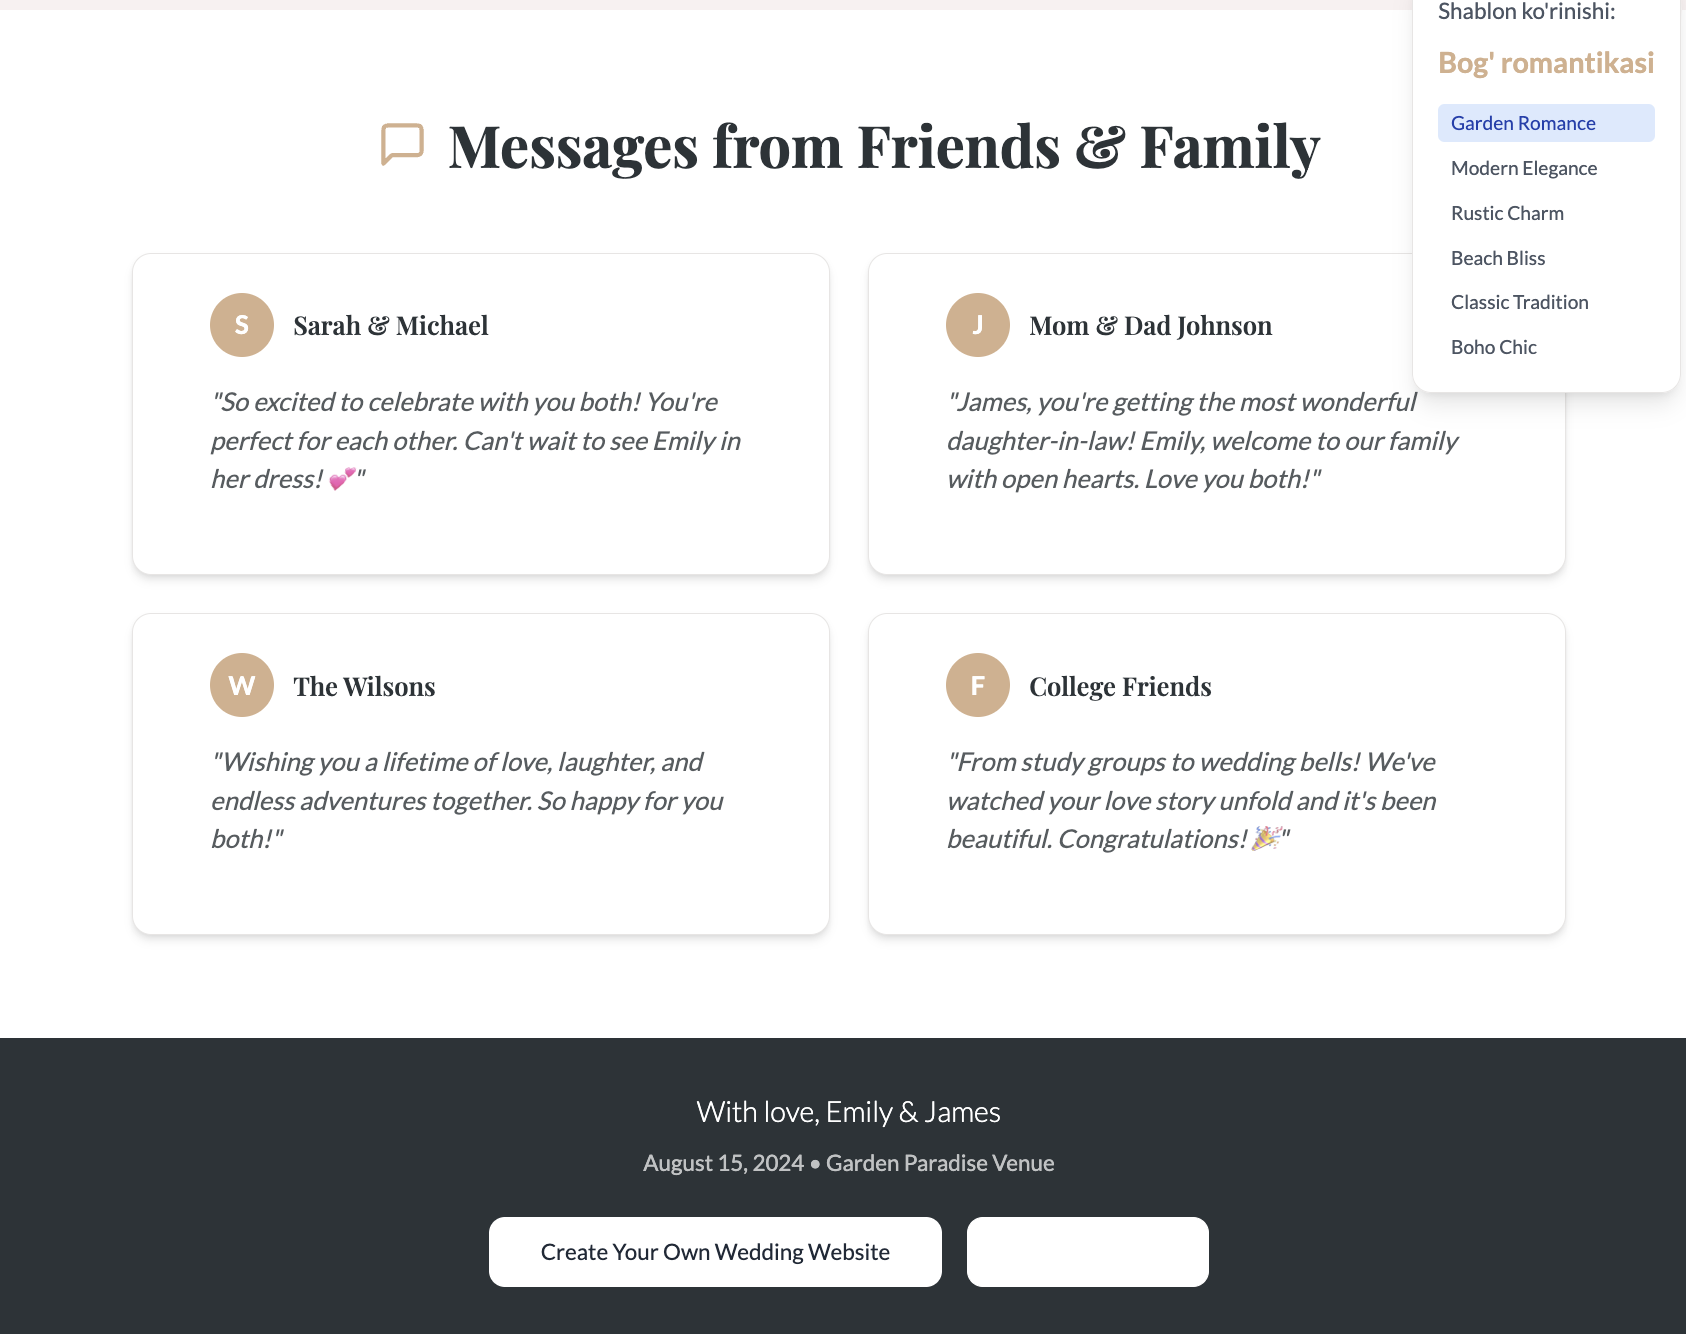 Shablon ko'rinishi:
Bog' romantikasi
Garden Romance
Modern Elegance
Rustic Charm
Beach Bliss
Classic Tradition
Boho Chic
Messages from Friends & Family
S
Sarah & Michael
"So excited to celebrate with you both! You're
perfect for each other. Can't wait to see Emily in
her dress! 💕"
J
Mom & Dad Johnson
"James, you're getting the most wonderful
daughter-in-law! Emily, welcome to our family
with open hearts. Love you both!"
W
The Wilsons
"Wishing you a lifetime of love, laughter, and
endless adventures together. So happy for you
both!"
F
College Friends
"From study groups to wedding bells! We've
watched your love story unfold and it's been
beautiful. Congratulations! 🎉"
With love, Emily & James
August 15, 2024 • Garden Paradise Venue
Create Your Own Wedding Website